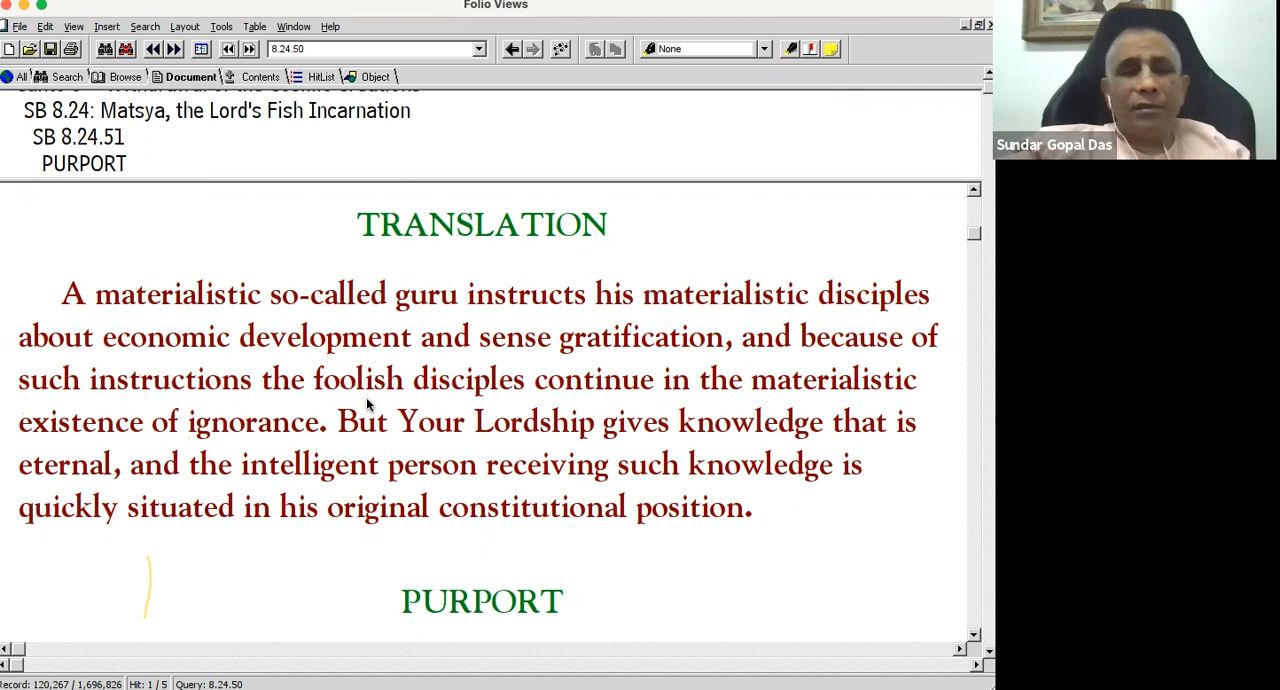 Folio Views
File Edit View Insert Search Layout Tools Table Window Help
8.24.50 None
All Search Browse Document Contents HitList Object
SB 8.24: Matsya, the Lord's Fish Incarnation
SB 8.24.51
PURPORT
Sundar Gopal Das
TRANSLATION
A materialistic so-called guru instructs his materialistic disciples
about economic development and sense gratification, and because of
such instructions the foolish disciples continue in the materialistic
existence of ignorance. But Your Lordship gives knowledge that is
eternal, and the intelligent person receiving such knowledge is
quickly situated in his original constitutional position.
PURPORT
Record: 120,267 / 1,696,826 Hit: 1 / 5 Query: 8.24.50